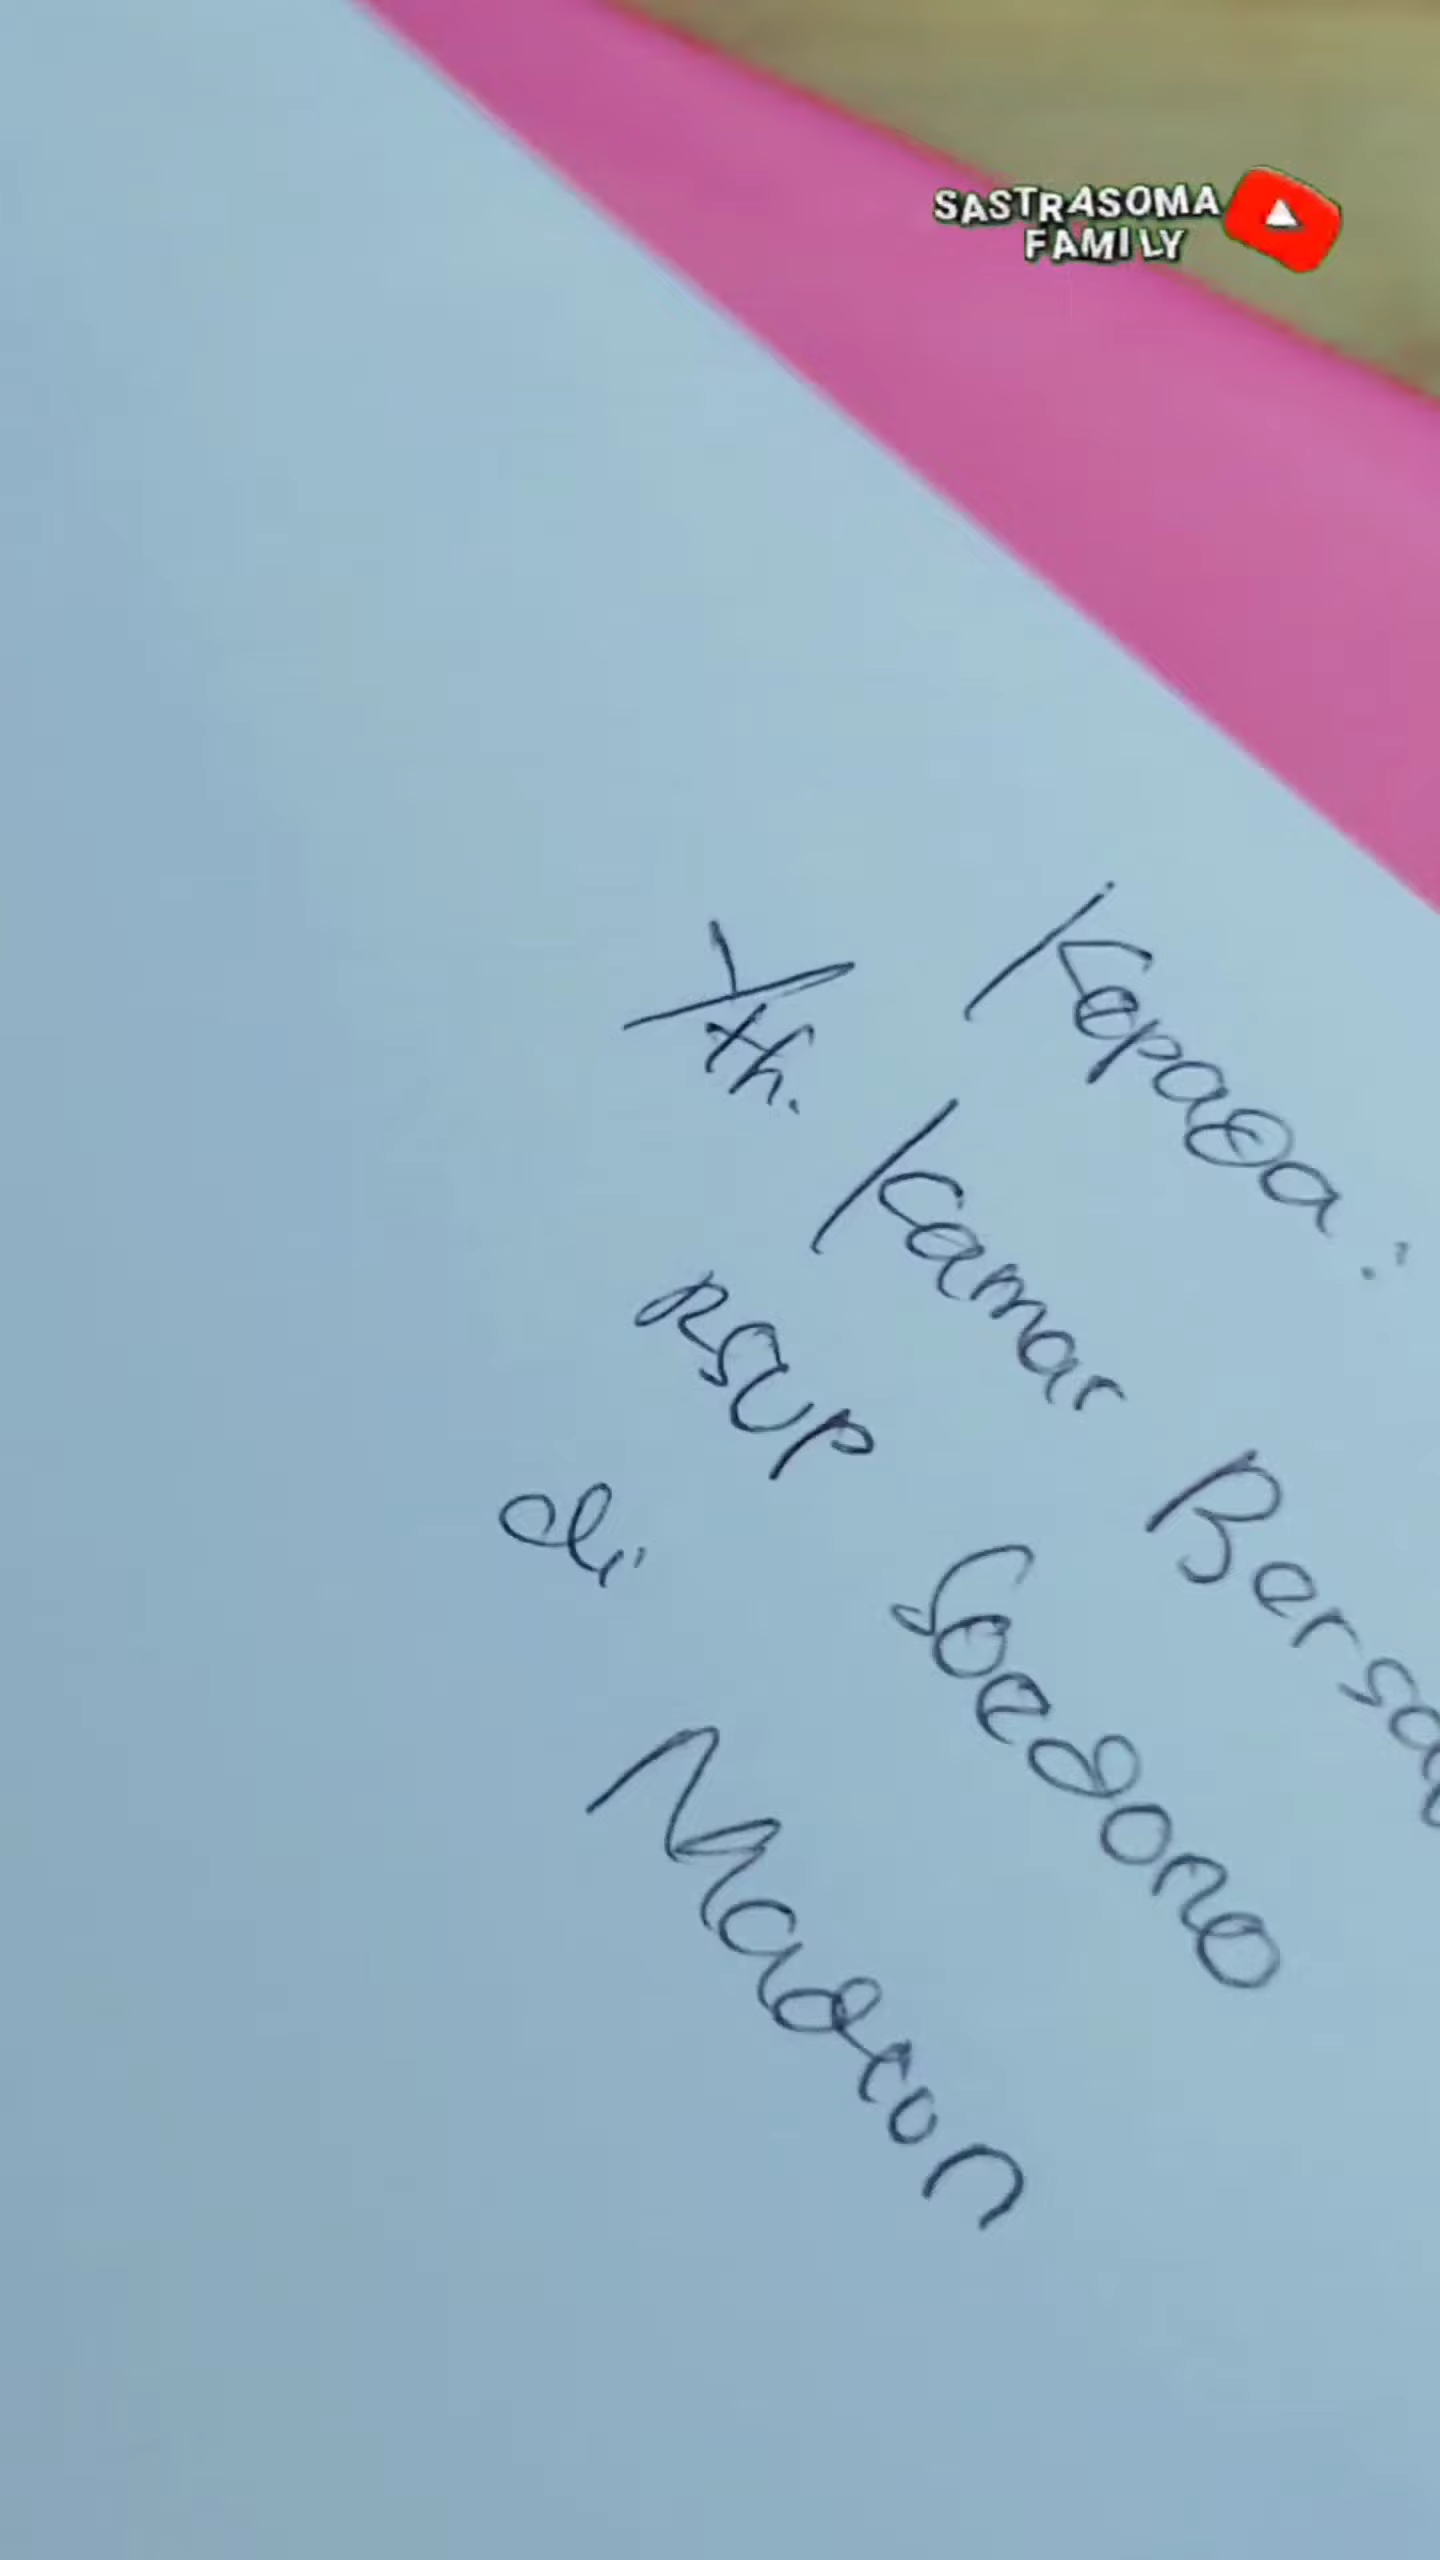 SASTRASOMA
FAMILY
Kepada :
Yth. Kamar Bersa
RSUP Soedono
di
Madiun